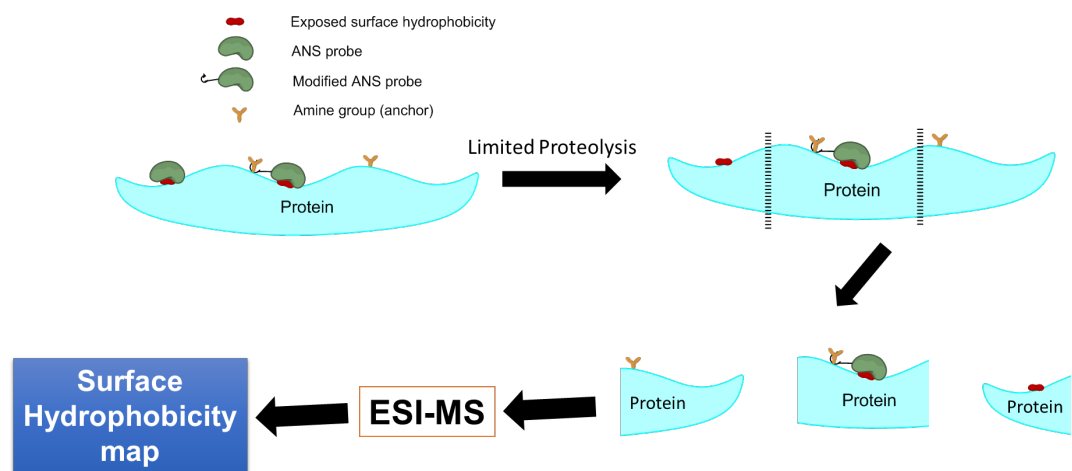 Exposed surface hydrophobicity
ANS probe
Modified ANS probe
Amine group (anchor)
Limited Proteolysis
Protein
Protein
Surface
Hydrophobicity
map
ESI-MS
Protein
Protein
Protein